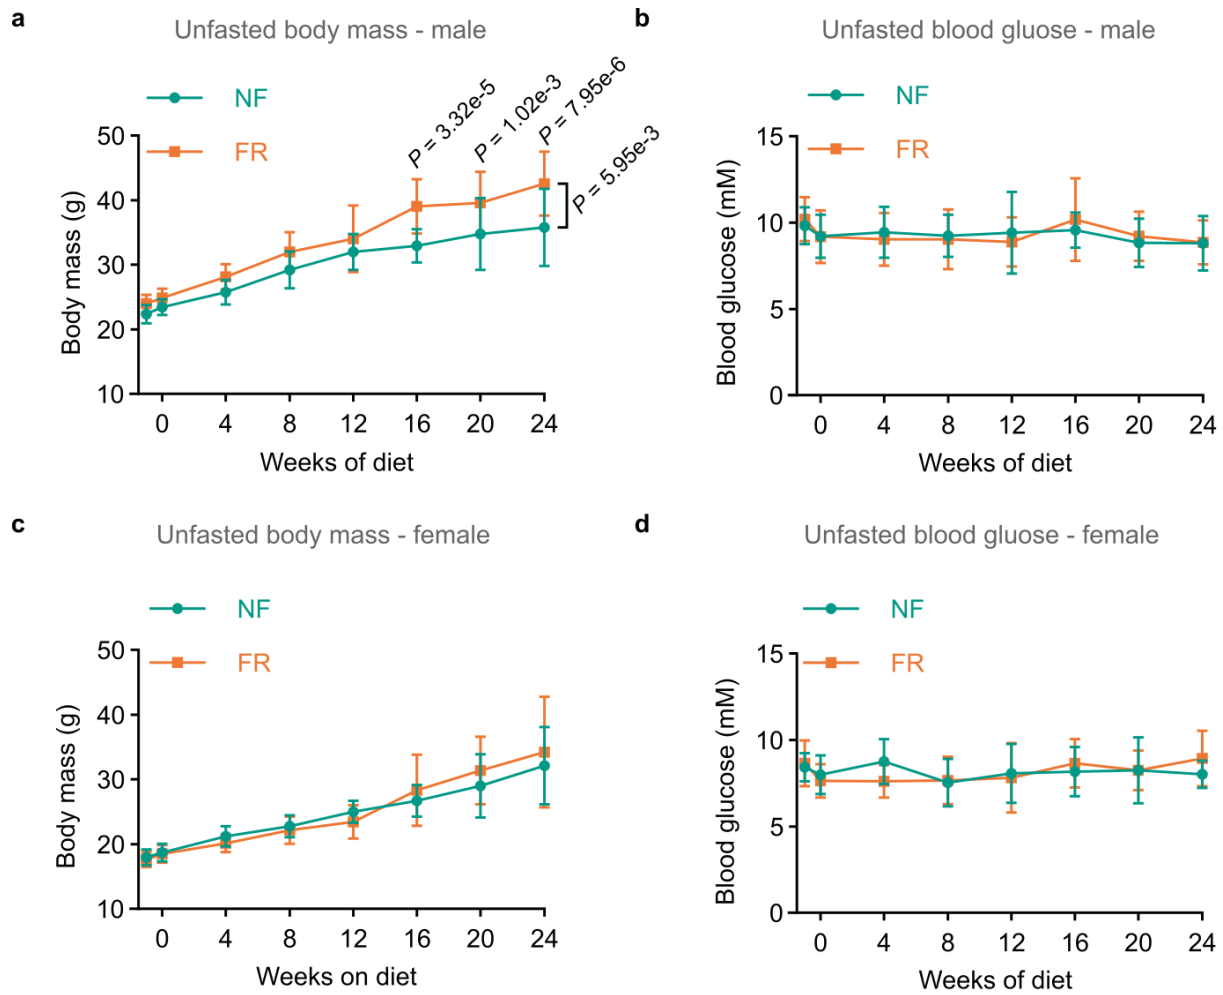 a
Unfasted body mass - male
NF
FR
P = 3.32e-5
P = 1.02e-3
P = 7.95e-6
P = 5.95e-3
50
40
30
20
10
Body mass (g)
0 4 8 12 16 20 24
Weeks of diet
b
Unfasted blood glucose - male
NF
FR
15
10
5
0
Blood glucose (mM)
0 4 8 12 16 20 24
Weeks of diet
c
Unfasted body mass - female
NF
FR
50
40
30
20
10
Body mass (g)
0 4 8 12 16 20 24
Weeks on diet
d
Unfasted blood gluose - female
NF
FR
15
10
5
0
Blood glucose (mM)
0 4 8 12 16 20 24
Weeks of diet